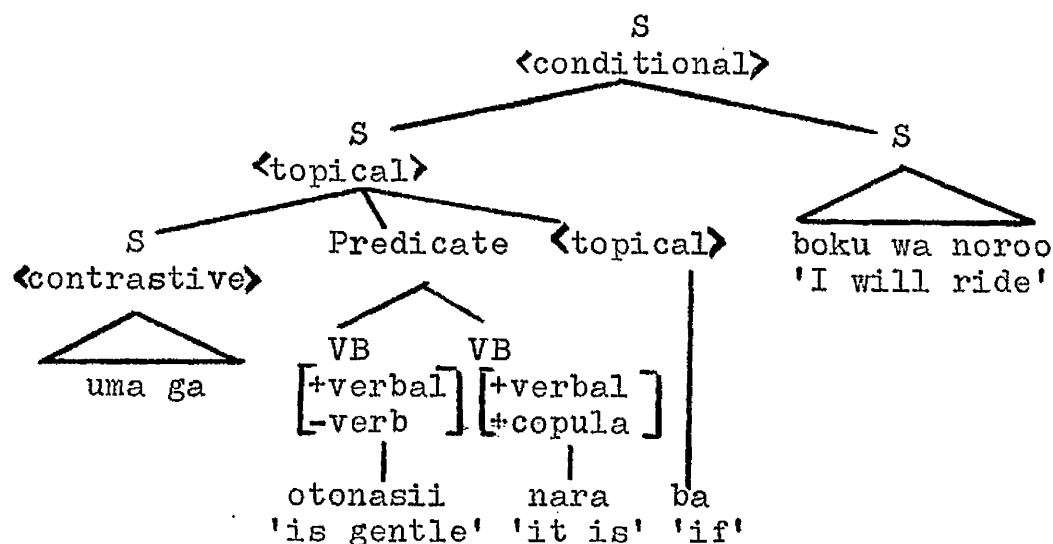 S
<conditional>
S S
<topical>
S Predicate <topical> boku wa noroo
<contrastive> 'I will ride'
VB VB
uma ga [+verbal] [+verbal]
[-verb] [+copula]
otonasii nara ba
'is gentle' 'it is' 'if'